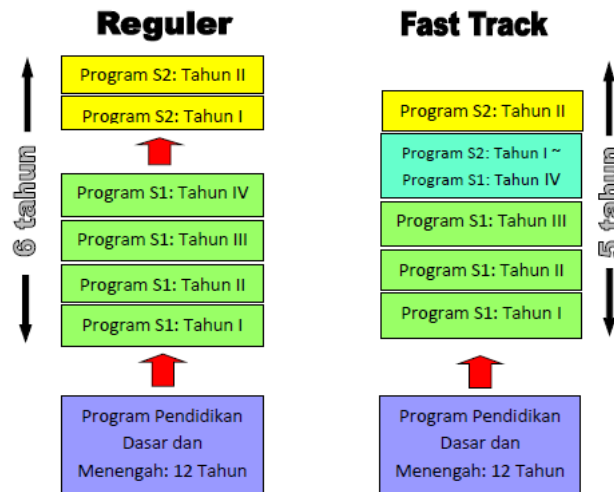 Reguler
Program S2: Tahun II
Program S2: Tahun I
Program S1: Tahun IV
Program S1: Tahun III
Program S1: Tahun II
Program S1: Tahun I
Program Pendidikan
Dasar dan
Menengah: 12 Tahun
6 tahun
Fast Track
Program S2: Tahun II
Program S2: Tahun I ~
Program S1: Tahun IV
Program S1: Tahun III
Program S1: Tahun II
Program S1: Tahun I
Program Pendidikan
Dasar dan
Menengah: 12 Tahun
5 tahun